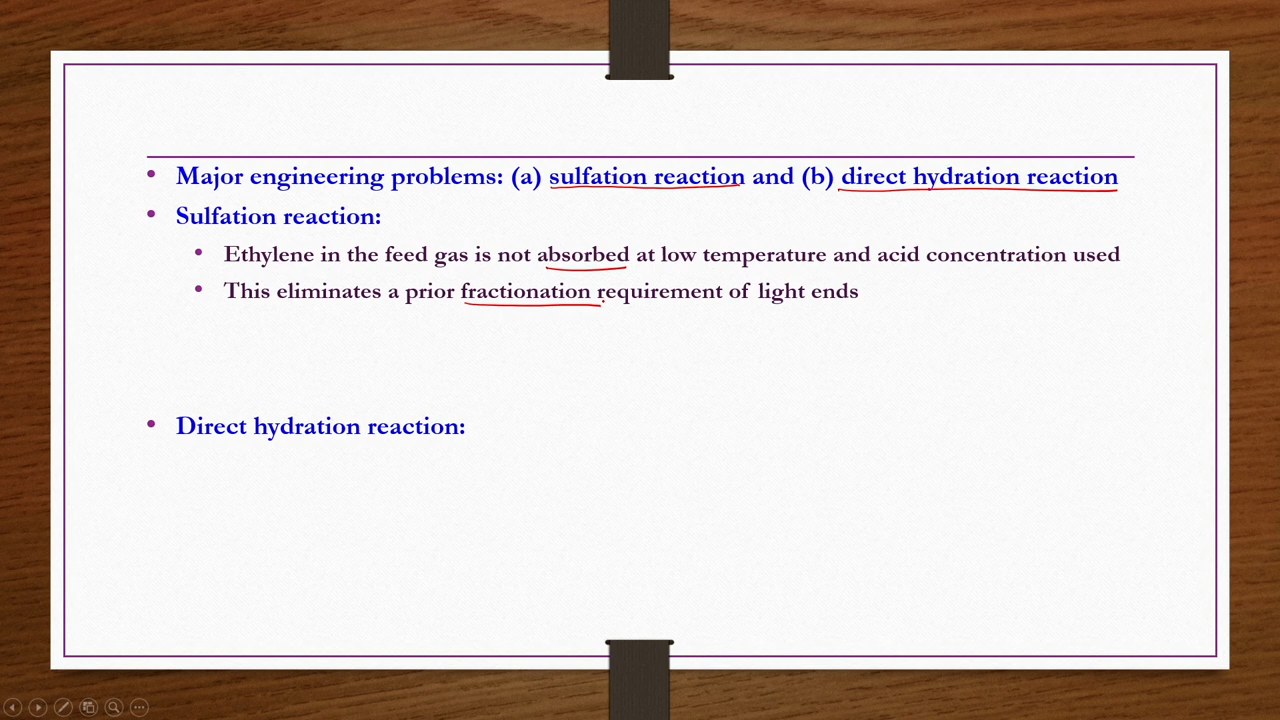 • Major engineering problems: (a) sulfation reaction and (b) direct hydration reaction
• Sulfation reaction:
• Ethylene in the feed gas is not absorbed at low temperature and acid concentration used
• This eliminates a prior fractionation requirement of light ends
• Direct hydration reaction: